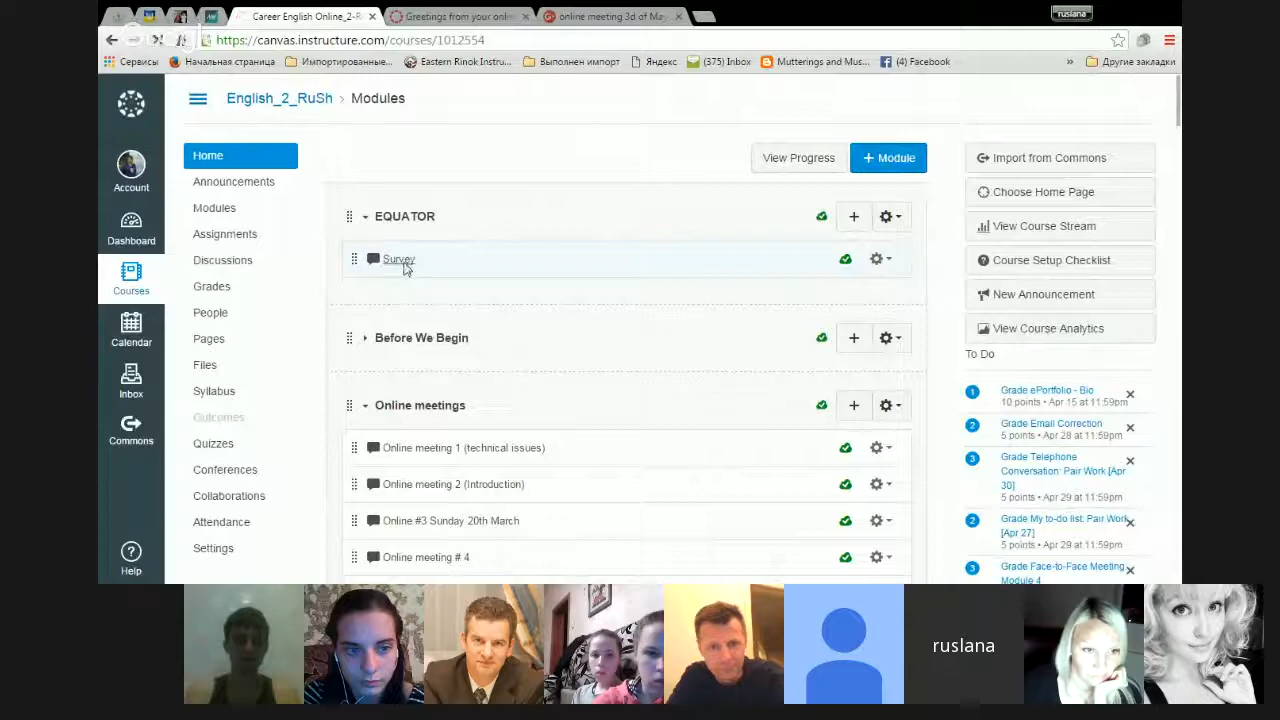 Career English Online_2-R
Greetings from your onlin
online meeting 3d of May
ruslana
https://canvas.instructure.com/courses/1012554
Сервисы
Начальная страница
Импортированные...
Eastern Rinok Instru...
Выполнен импорт
Яндекс
(375) Inbox
Mutterings and Mus...
(4) Facebook
»
Другие закладки
English_2_RuSh › Modules
Account
Dashboard
Courses
Calendar
Inbox
Commons
Help
Home
Announcements
Modules
Assignments
Discussions
Grades
People
Pages
Files
Syllabus
Outcomes
Quizzes
Conferences
Collaborations
Attendance
Settings
View Progress
+ Module
EQUATOR
Survey
Before We Begin
Online meetings
Online meeting 1 (technical issues)
Online meeting 2 (Introduction)
Online #3 Sunday 20th March
Online meeting # 4
Import from Commons
Choose Home Page
View Course Stream
Course Setup Checklist
New Announcement
View Course Analytics
To Do
1
Grade ePortfolio - Bio
10 points • Apr 15 at 11:59pm
2
Grade Email Correction
5 points • Apr 28 at 11:59pm
3
Grade Telephone
Conversation: Pair Work [Apr
30]
5 points • Apr 29 at 11:59pm
2
Grade My to-do list: Pair Work
[Apr 27]
5 points • Apr 29 at 11:59pm
3
Grade Face-to-Face Meeting
Module 4
ruslana